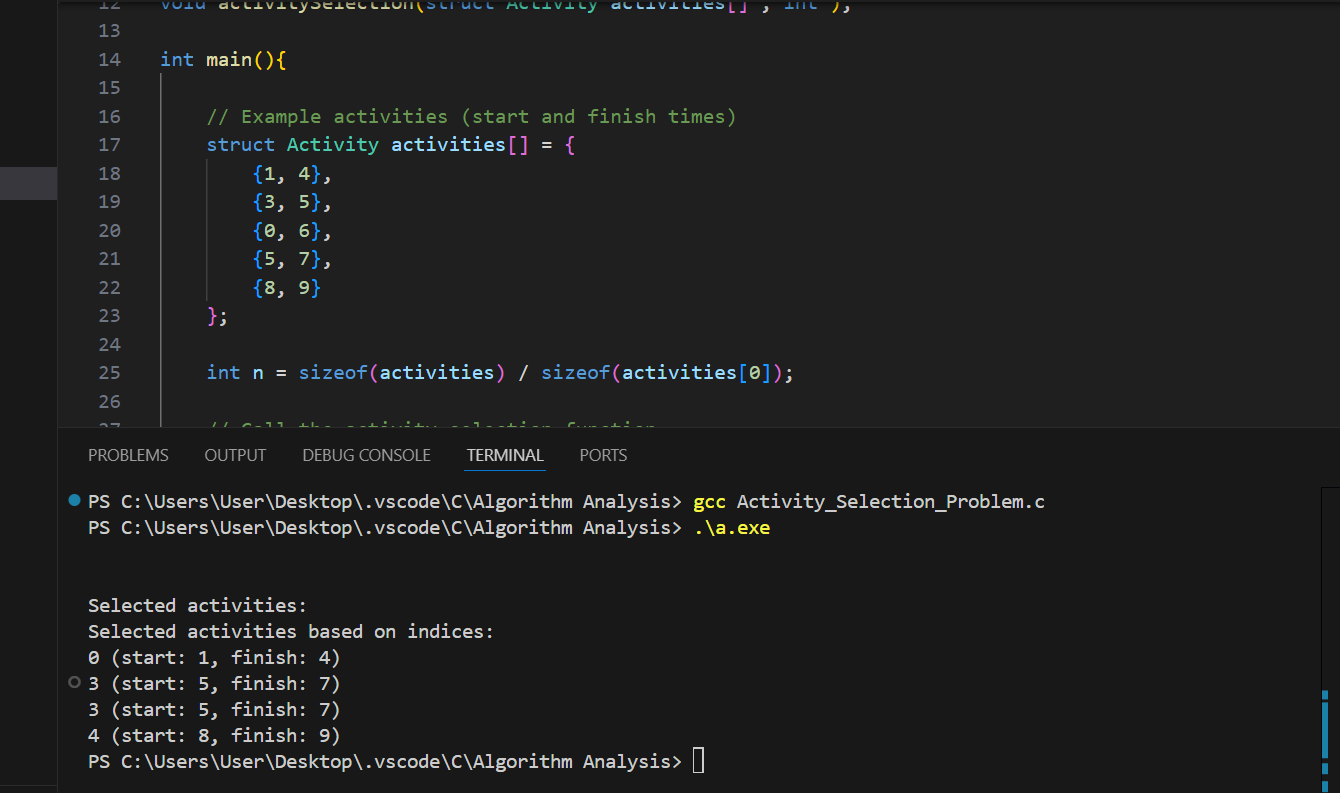 12 void activitySelection(struct Activity activities[] , int );
13
14 int main(){
15
16 // Example activities (start and finish times)
17 struct Activity activities[] = {
18 {1, 4},
19 {3, 5},
20 {0, 6},
21 {5, 7},
22 {8, 9}
23 };
24
25 int n = sizeof(activities) / sizeof(activities[0]);
26
27 // Call the activity selection function
PROBLEMS OUTPUT DEBUG CONSOLE TERMINAL PORTS
PS C:\Users\User\Desktop\.vscode\C\Algorithm Analysis> gcc Activity_Selection_Problem.c
PS C:\Users\User\Desktop\.vscode\C\Algorithm Analysis> .\a.exe
Selected activities:
Selected activities based on indices:
0 (start: 1, finish: 4)
3 (start: 5, finish: 7)
3 (start: 5, finish: 7)
4 (start: 8, finish: 9)
PS C:\Users\User\Desktop\.vscode\C\Algorithm Analysis>